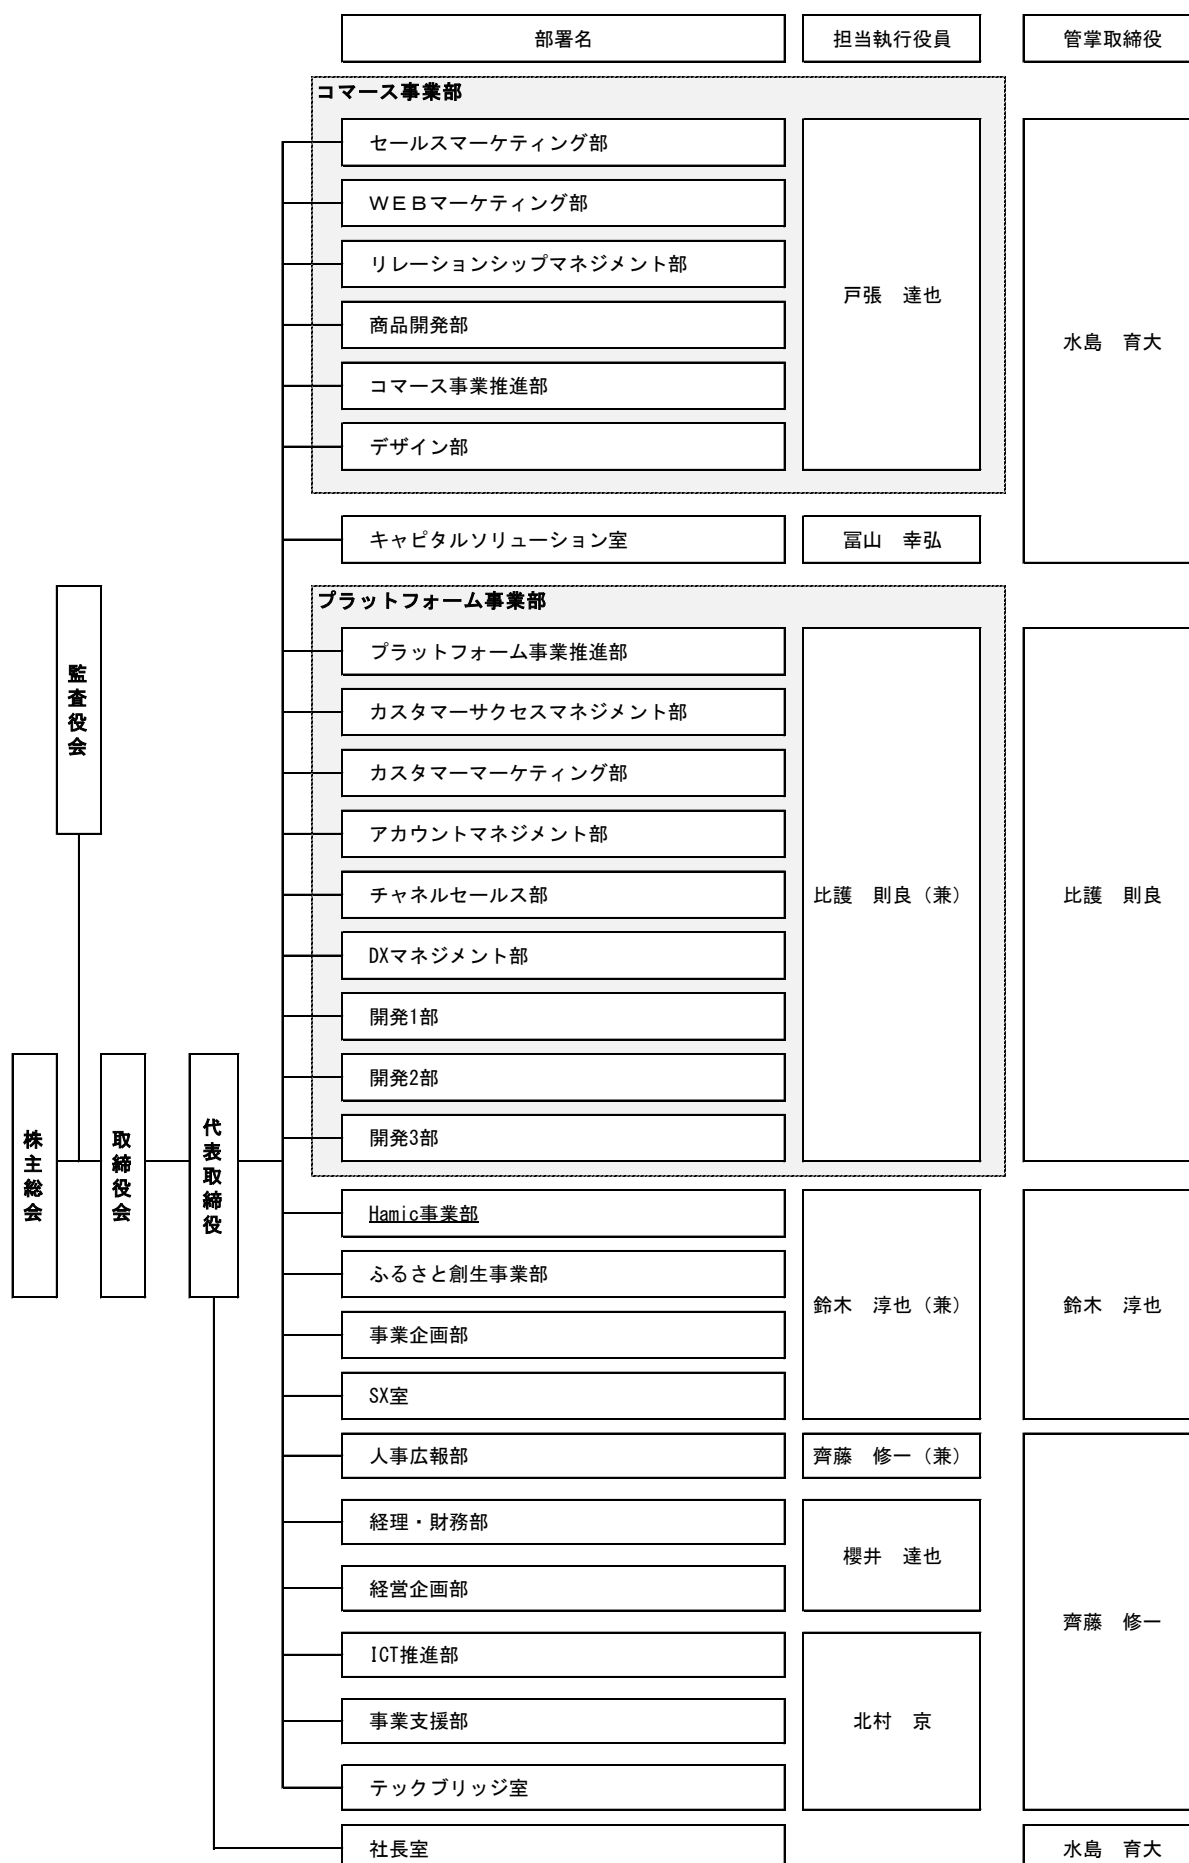 部署名
担当執行役員
管掌取締役
コマース事業部
セールスマーケティング部
ＷＥＢマーケティング部
リレーションシップマネジメント部
商品開発部
コマース事業推進部
デザイン部
戸張　達也
水島　育大
キャピタルソリューション室
冨山　幸弘
プラットフォーム事業部
プラットフォーム事業推進部
カスタマーサクセスマネジメント部
カスタマーマーケティング部
アカウントマネジメント部
チャネルセールス部
DXマネジメント部
開発1部
開発2部
開発3部
比護　則良（兼）
比護　則良
監査役会
株主総会
取締役会
代表取締役
Hamic事業部
ふるさと創生事業部
事業企画部
SX室
鈴木　淳也（兼）
鈴木　淳也
人事広報部
齊藤　修一（兼）
経理・財務部
経営企画部
櫻井　達也
齊藤　修一
ICT推進部
事業支援部
テックブリッジ室
北村　京
社長室
水島　育大